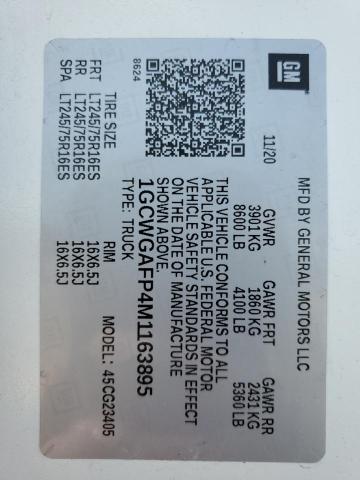 GM
MFD BY GENERAL MOTORS LLC
11/20
GVWR GAWR FRT GAWR RR
3901 KG 1860 KG 2431 KG
8600 LB 4100 LB 5360 LB
THIS VEHICLE CONFORMS TO ALL
APPLICABLE U.S. FEDERAL MOTOR
VEHICLE SAFETY STANDARDS IN EFFECT
ON THE DATE OF MANUFACTURE
SHOWN ABOVE.
1GCWGAFP4M1163895
TYPE: TRUCK MODEL: 45CG23405
8624
TIRE SIZE RIM
FRT LT245/75R16ES 16X6.5J
RR LT245/75R16ES 16X6.5J
SPA LT245/75R16ES 16X6.5J